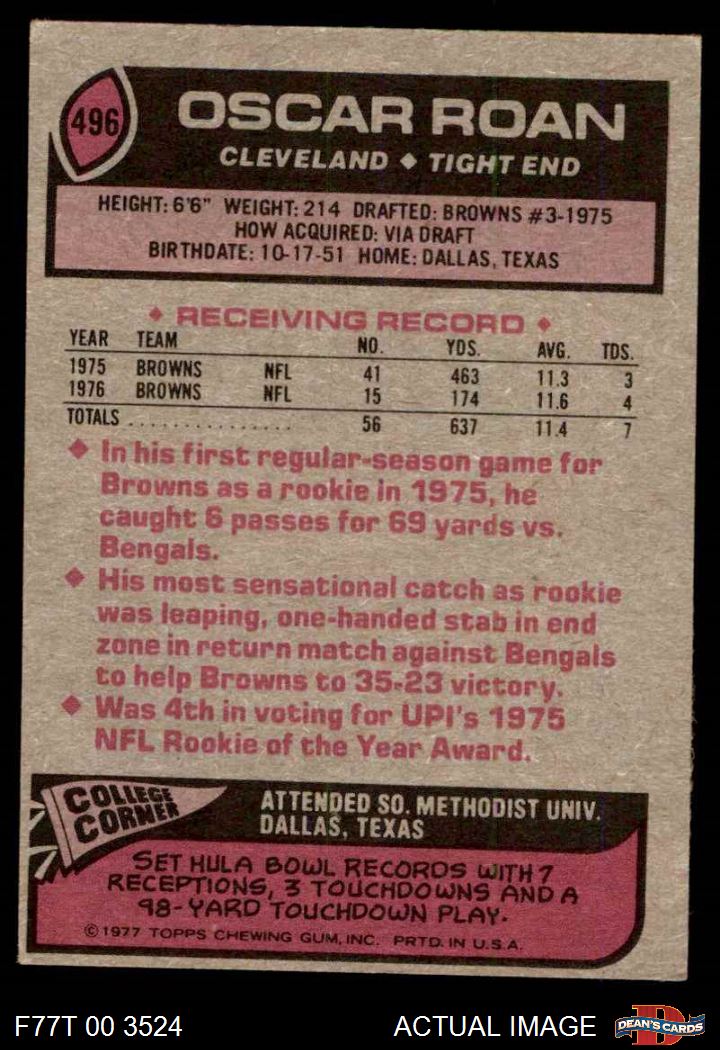 496
OSCAR ROAN
CLEVELAND ◆ TIGHT END
HEIGHT: 6'6" WEIGHT: 214 DRAFTED: BROWNS #3-1975
HOW ACQUIRED: VIA DRAFT
BIRTHDATE: 10-17-51 HOME: DALLAS, TEXAS
◆ RECEIVING RECORD ◆
YEAR TEAM NO. YDS. AVG. TDS.
1975 BROWNS NFL 41 463 11.3 3
1976 BROWNS NFL 15 174 11.6 4
TOTALS . . . . . . . . . . . . . . . 56 637 11.4 7
◆ In his first regular-season game for
Browns as a rookie in 1975, he
caught 6 passes for 69 yards vs.
Bengals.
◆ His most sensational catch as rookie
was leaping, one-handed stab in end
zone in return match against Bengals
to help Browns to 35-23 victory.
◆ Was 4th in voting for UPI's 1975
NFL Rookie of the Year Award.
COLLEGE
CORNER
ATTENDED SO. METHODIST UNIV.
DALLAS, TEXAS
SET HULA BOWL RECORDS WITH 7
RECEPTIONS, 3 TOUCHDOWNS AND A
98-YARD TOUCHDOWN PLAY.
©1977 TOPPS CHEWING GUM, INC. PRTD. IN U.S.A.
F77T 00 3524 ACTUAL IMAGE
D
DEAN'S CARDS